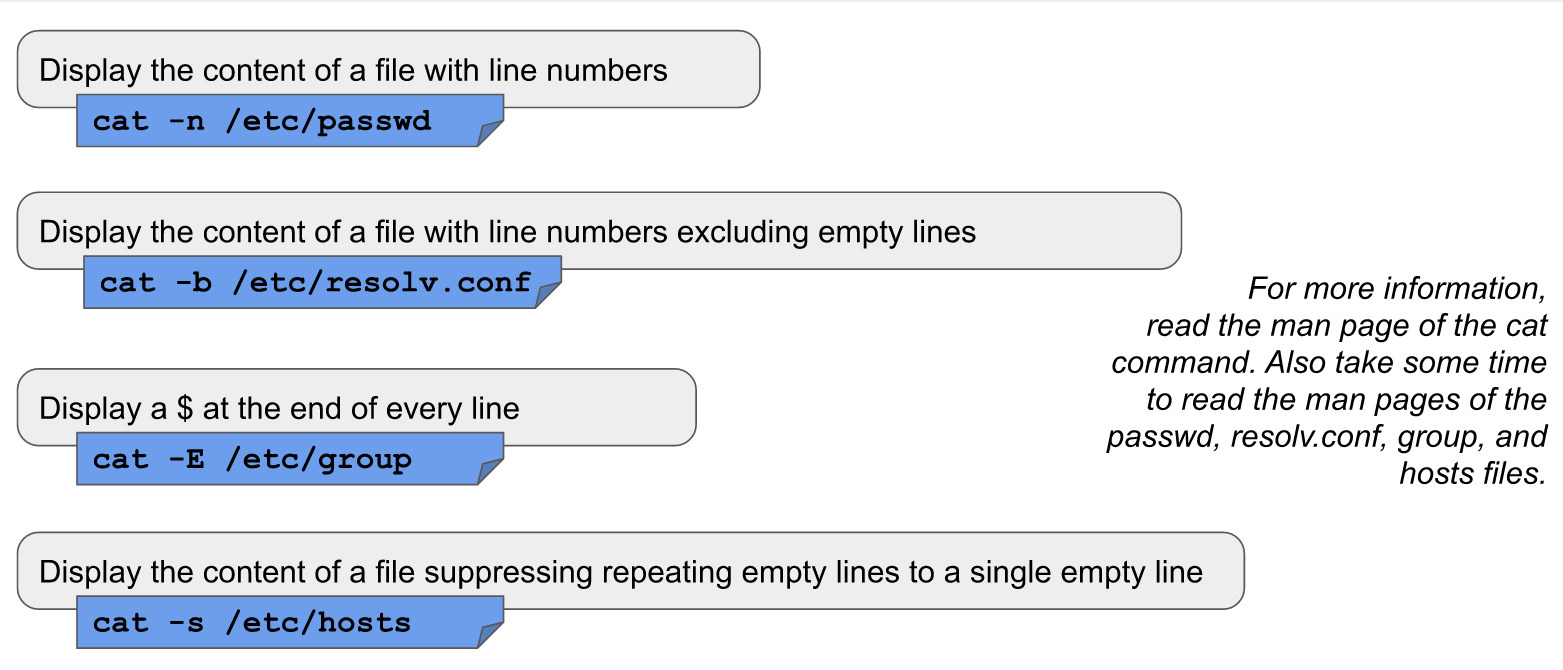 Display the content of a file with line numbers
cat -n /etc/passwd
Display the content of a file with line numbers excluding empty lines
cat -b /etc/resolv.conf
For more information,
read the man page of the cat
command. Also take some time
to read the man pages of the
passwd, resolv.conf, group, and
hosts files.
Display a $ at the end of every line
cat -E /etc/group
Display the content of a file suppressing repeating empty lines to a single empty line
cat -s /etc/hosts